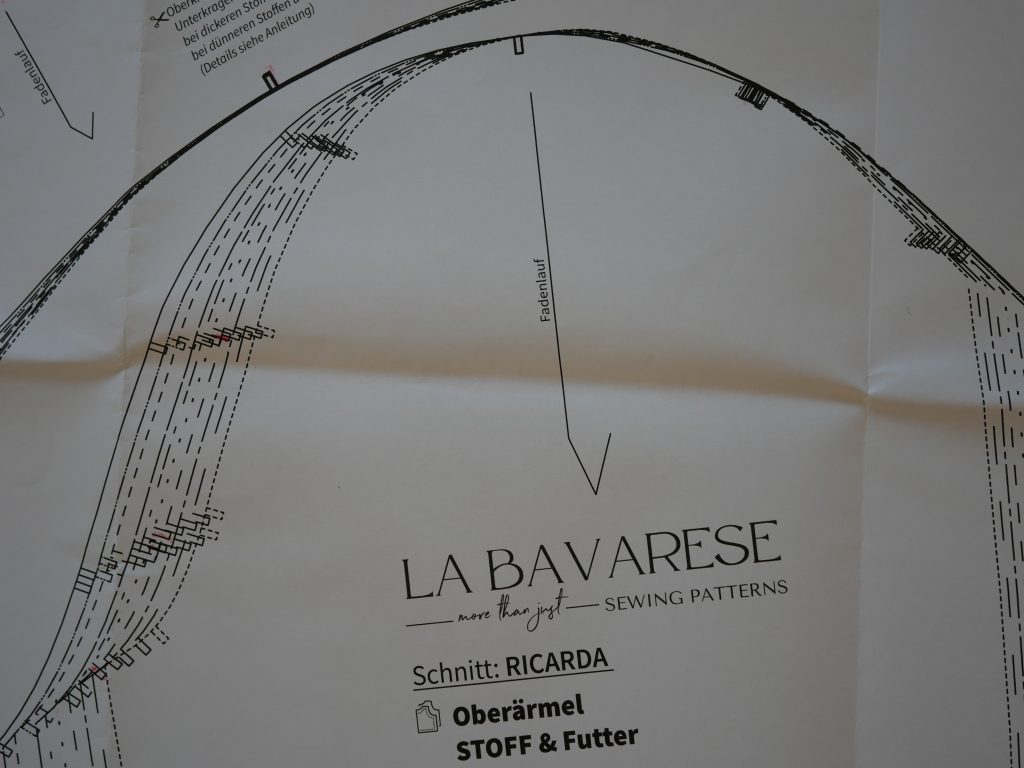 Unterkragen
bei dickeren Stof
bei dünneren Stoffen
(Details siehe Anleitung)
Fadenlauf
Fadenlauf
LA BAVARESE
more than just SEWING PATTERNS
Schnitt: RICARDA
Oberärmel
STOFF & Futter